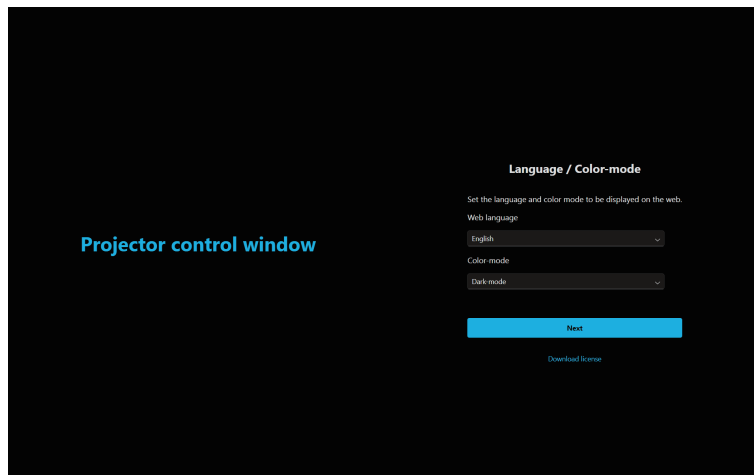 Projector control window
Language / Color-mode
Set the language and color mode to be displayed on the web.
Web language
English
Color-mode
Dark-mode
Next
Download license